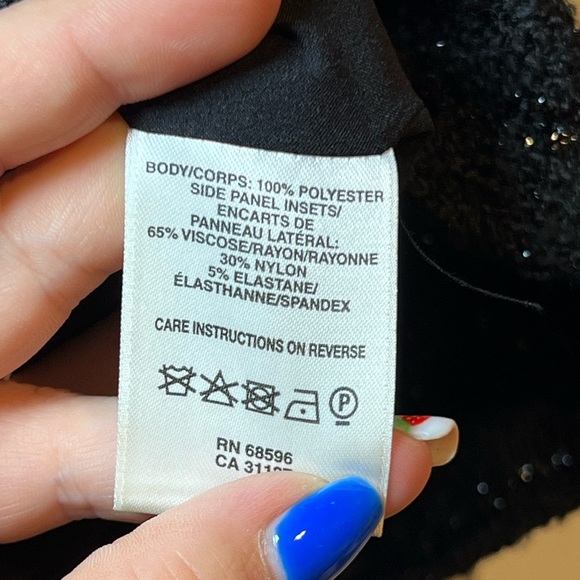 BODY/CORPS: 100% POLYESTER
SIDE PANEL INSETS/
ENCARTS DE
PANNEAU LATÉRAL:
65% VISCOSE/RAYON/RAYONNE
30% NYLON
5% ELASTANE/
ÉLASTHANNE/SPANDEX
CARE INSTRUCTIONS ON REVERSE
P
RN 68596
CA